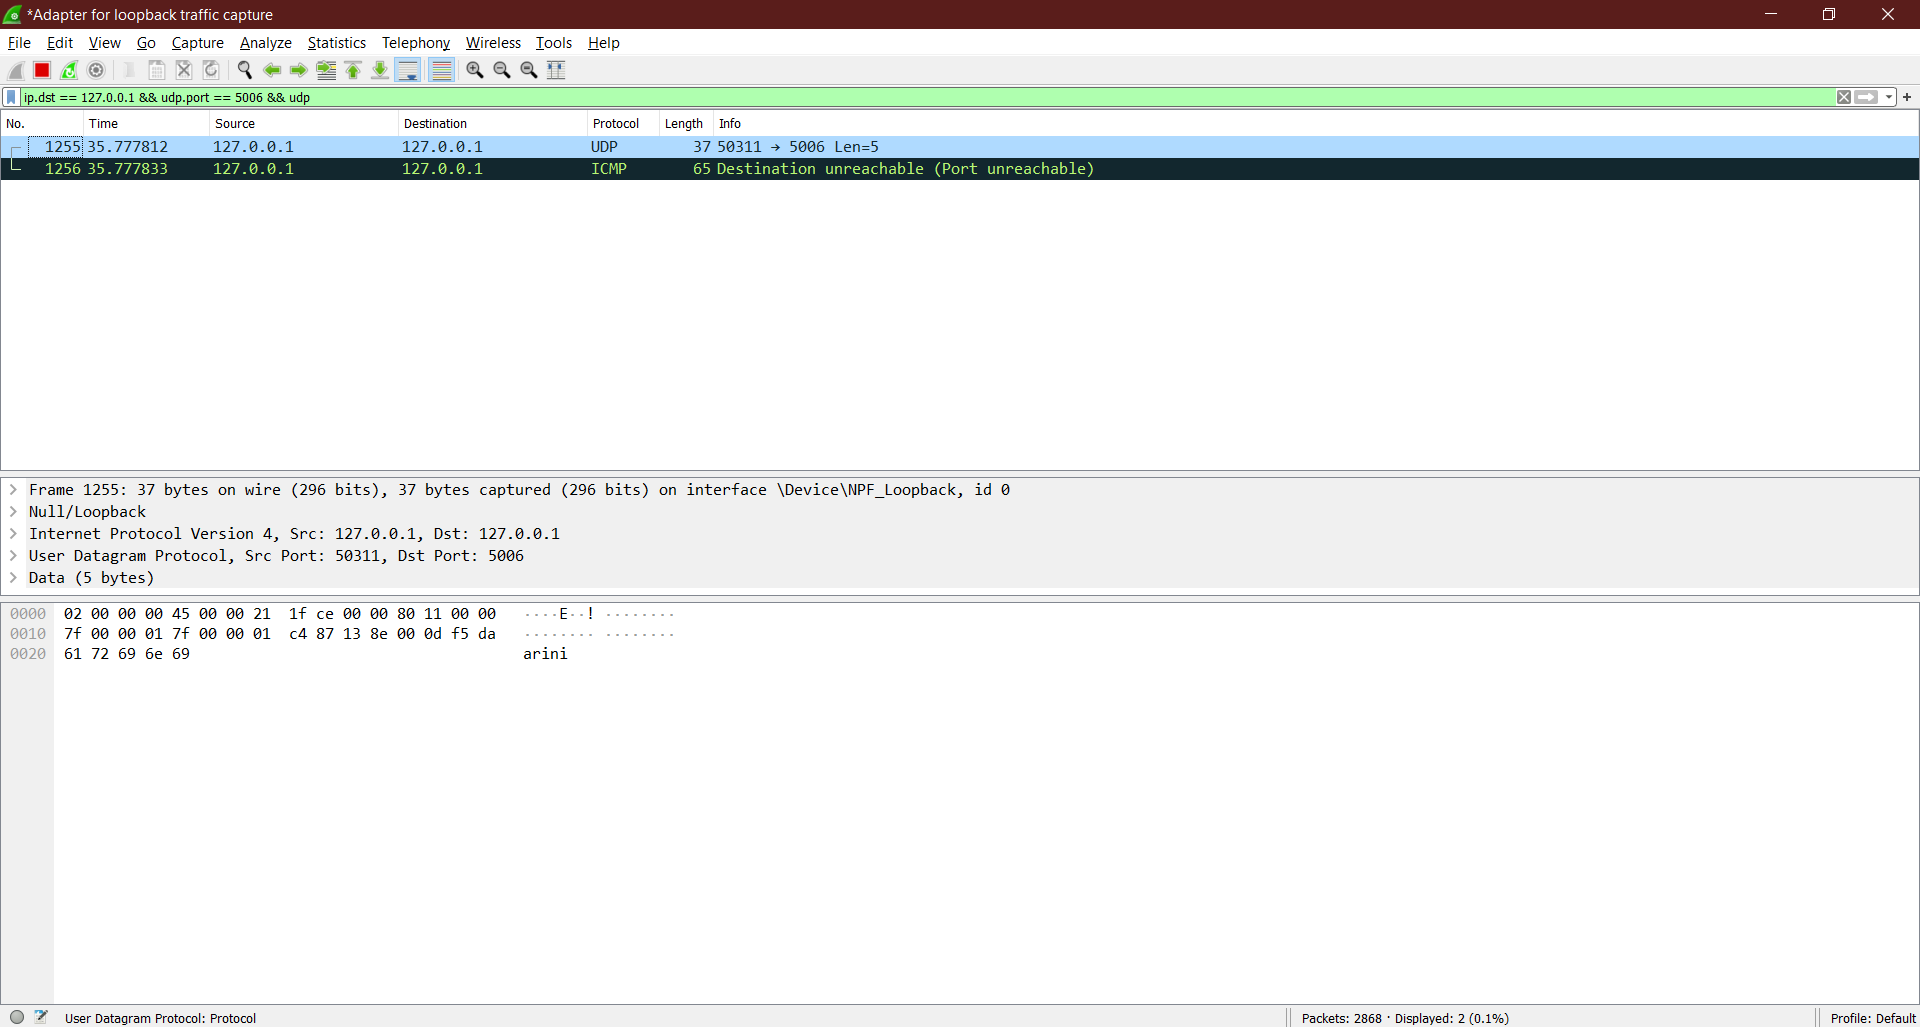 *Adapter for loopback traffic capture
File Edit View Go Capture Analyze Statistics Telephony Wireless Tools Help
ip.dst == 127.0.0.1 && udp.port == 5006 && udp
No. Time Source Destination Protocol Length Info
1255 35.777812 127.0.0.1 127.0.0.1 UDP 37 50311 → 5006 Len=5
1256 35.777833 127.0.0.1 127.0.0.1 ICMP 65 Destination unreachable (Port unreachable)
Frame 1255: 37 bytes on wire (296 bits), 37 bytes captured (296 bits) on interface \Device\NPF_Loopback, id 0
Null/Loopback
Internet Protocol Version 4, Src: 127.0.0.1, Dst: 127.0.0.1
User Datagram Protocol, Src Port: 50311, Dst Port: 5006
Data (5 bytes)
0000 02 00 00 00 45 00 00 21 1f ce 00 00 80 11 00 00 ····E··! ········
0010 7f 00 00 01 7f 00 00 01 c4 87 13 8e 00 0d f5 da ········ ········
0020 61 72 69 6e 69 arini
User Datagram Protocol: Protocol
Packets: 2868 · Displayed: 2 (0.1%)
Profile: Default